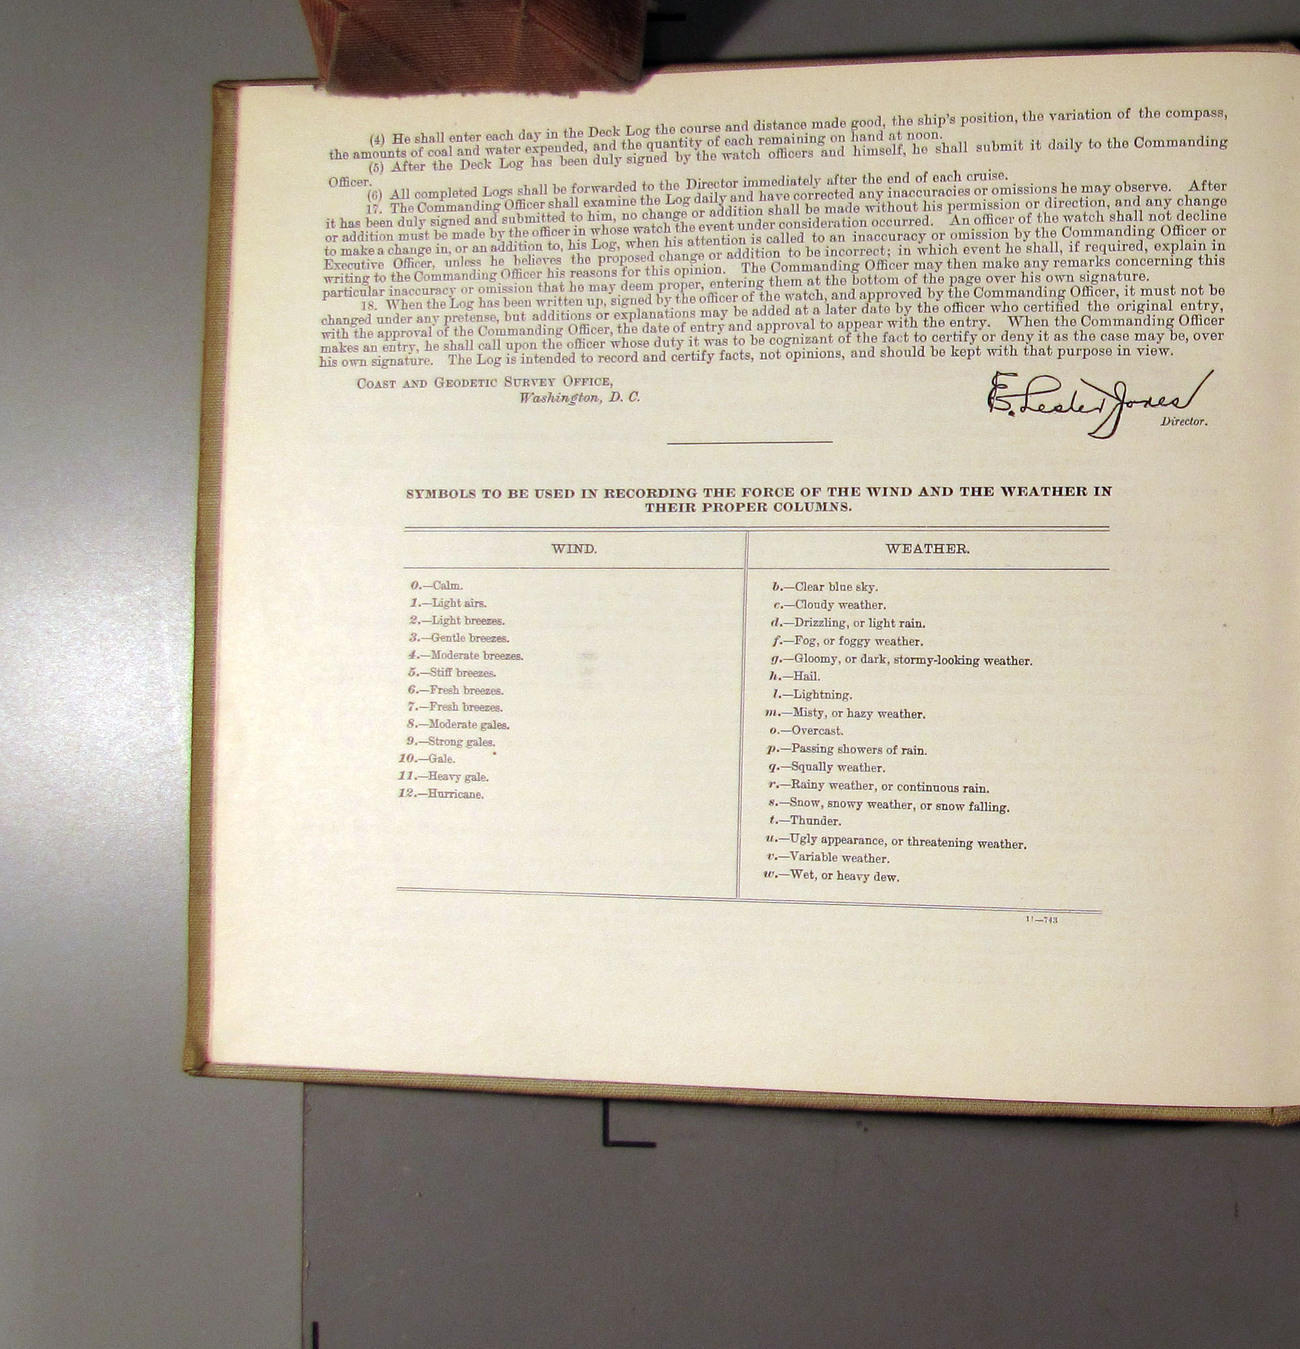 (4) He shall enter each day in the Deck Log the course and distance made good, the ship's position, the variation of the compass,
the amounts of coal and water expended, and the quantity of each remaining on hand at noon.
(5) After the Deck Log has been duly signed by the watch officers and himself, he shall submit it daily to the Commanding
Officer.
(6) All completed Logs shall be forwarded to the Director immediately after the end of each cruise.
17. The Commanding Officer shall examine the Log daily and have corrected any inaccuracies or omissions he may observe. After
it has been duly signed and submitted to him, no change or addition shall be made without his permission or direction, and any change
or addition must be made by the officer in whose watch the event under consideration occurred. An officer of the watch shall not decline
to make a change in, or an addition to, his Log, when his attention is called to an inaccuracy or omission by the Commanding Officer or
Executive Officer, unless he believes the proposed change or addition to be incorrect; in which event he shall, if required, explain in
writing to the Commanding Officer his reasons for this opinion. The Commanding Officer may then make any remarks concerning this
particular inaccuracy or omission that he may deem proper, entering them at the bottom of the page over his own signature.
18. When the Log has been written up, signed by the officer of the watch, and approved by the Commanding Officer, it must not be
changed under any pretense, but additions or explanations may be added at a later date by the officer who certified the original entry,
with the approval of the Commanding Officer, the date of entry and approval to appear with the entry. When the Commanding Officer
makes an entry, he shall call upon the officer whose duty it was to be cognizant of the fact to certify or deny it as the case may be, over
his own signature. The Log is intended to record and certify facts, not opinions, and should be kept with that purpose in view.
COAST AND GEODETIC SURVEY OFFICE,
Washington, D. C.
E. Lester Jones
Director.
SYMBOLS TO BE USED IN RECORDING THE FORCE OF THE WIND AND THE WEATHER IN
THEIR PROPER COLUMNS.
WIND.
0.—Calm.
1.—Light airs.
2.—Light breezes.
3.—Gentle breezes.
4.—Moderate breezes.
5.—Stiff breezes.
6.—Fresh breezes.
7.—Fresh breezes.
8.—Moderate gales.
9.—Strong gales.
10.—Gale.
11.—Heavy gale.
12.—Hurricane.
WEATHER.
b.—Clear blue sky.
c.—Cloudy weather.
d.—Drizzling, or light rain.
f.—Fog, or foggy weather.
g.—Gloomy, or dark, stormy-looking weather.
h.—Hail.
l.—Lightning.
m.—Misty, or hazy weather.
o.—Overcast.
p.—Passing showers of rain.
q.—Squally weather.
r.—Rainy weather, or continuous rain.
s.—Snow, snowy weather, or snow falling.
t.—Thunder.
u.—Ugly appearance, or threatening weather.
v.—Variable weather.
w.—Wet, or heavy dew.
11—743